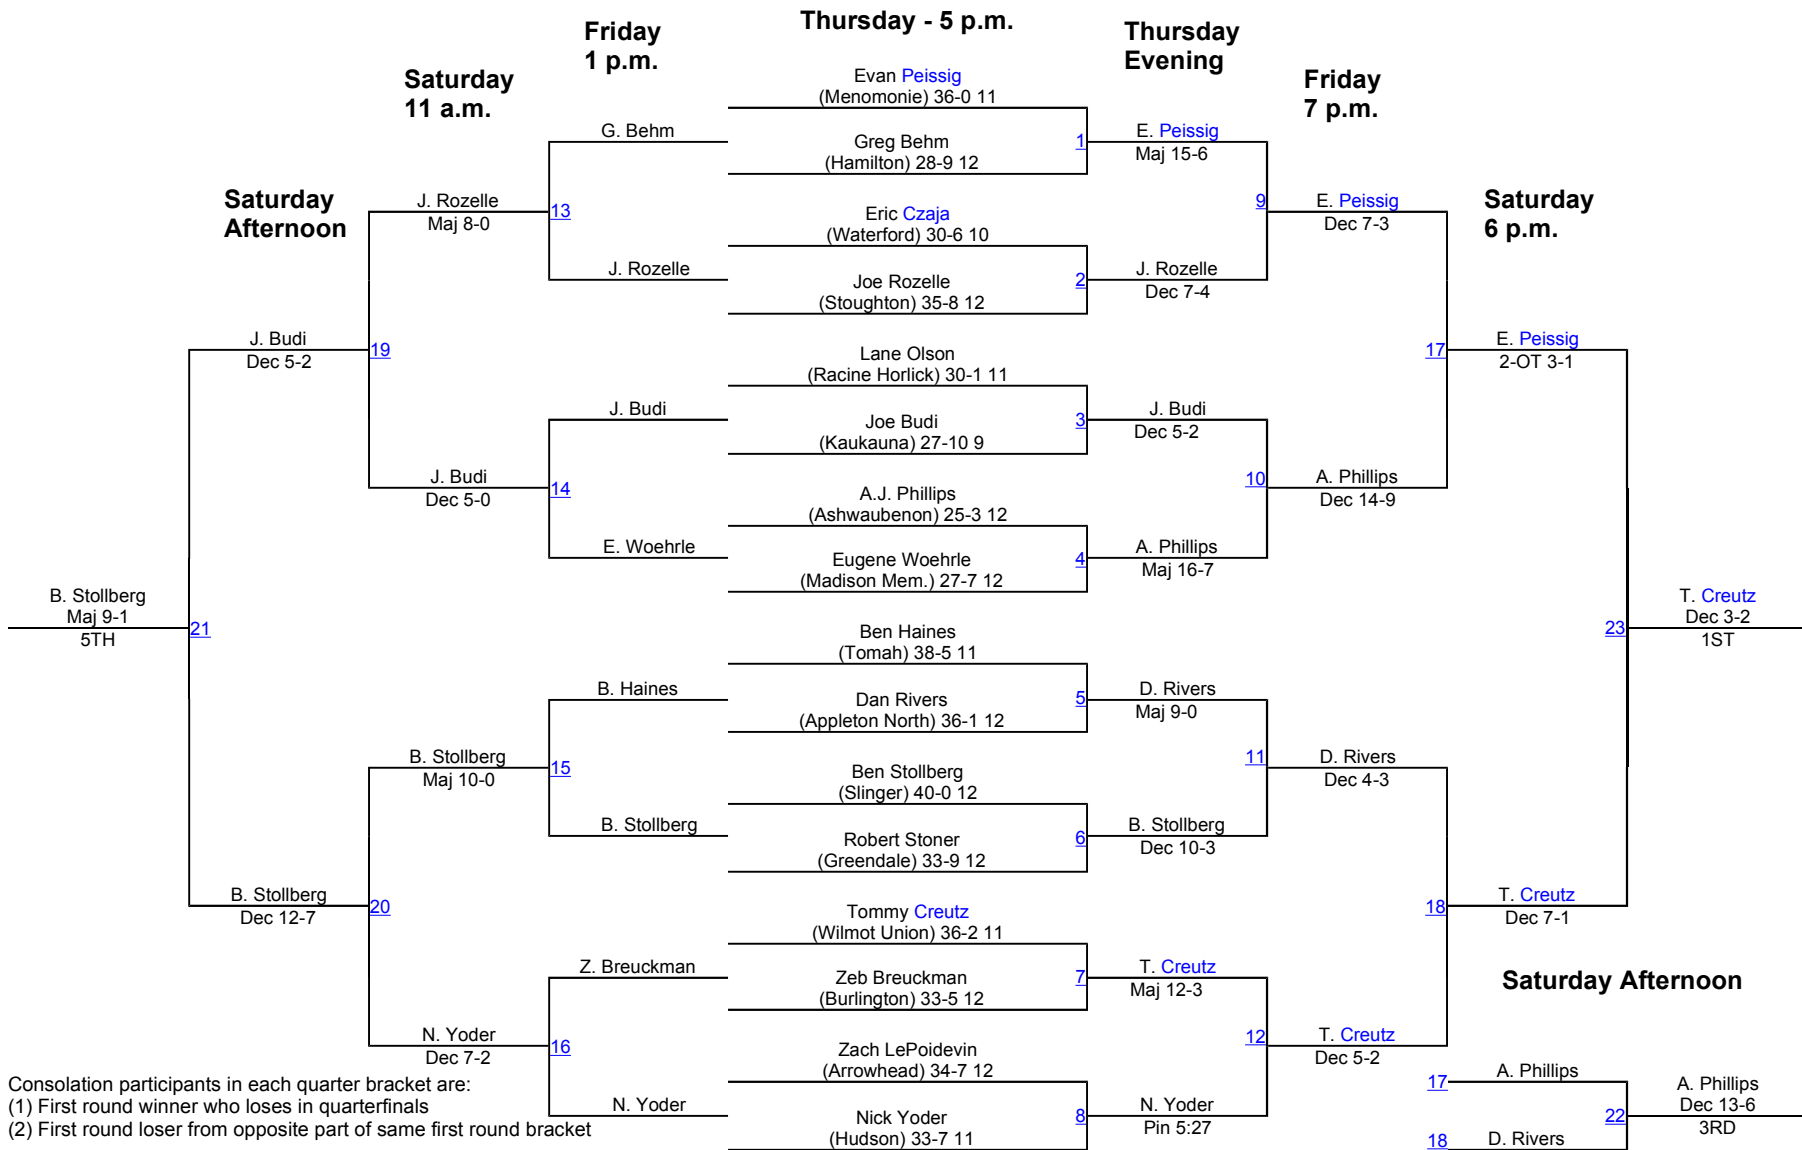 Thursday - 5 p.m.
Friday
1 p.m.
Thursday
Evening
Saturday
11 a.m.
Friday
7 p.m.
Saturday
Afternoon
Saturday
6 p.m.
Evan Peissig
(Menomonie) 36-0 11
Greg Behm
(Hamilton) 28-9 12
Eric Czaja
(Waterford) 30-6 10
Joe Rozelle
(Stoughton) 35-8 12
Lane Olson
(Racine Horlick) 30-1 11
Joe Budi
(Kaukauna) 27-10 9
A.J. Phillips
(Ashwaubenon) 25-3 12
Eugene Woehrle
(Madison Mem.) 27-7 12
Ben Haines
(Tomah) 38-5 11
Dan Rivers
(Appleton North) 36-1 12
Ben Stollberg
(Slinger) 40-0 12
Robert Stoner
(Greendale) 33-9 12
Tommy Creutz
(Wilmot Union) 36-2 11
Zeb Breuckman
(Burlington) 33-5 12
Zach LePoidevin
(Arrowhead) 34-7 12
Nick Yoder
(Hudson) 33-7 11
1
E. Peissig
Maj 15-6
2
J. Rozelle
Dec 7-4
3
J. Budi
Dec 5-2
4
A. Phillips
Maj 16-7
5
D. Rivers
Maj 9-0
6
B. Stollberg
Dec 10-3
7
T. Creutz
Maj 12-3
8
N. Yoder
Pin 5:27
9
E. Peissig
Dec 7-3
10
A. Phillips
Dec 14-9
11
D. Rivers
Dec 4-3
12
T. Creutz
Dec 5-2
17
E. Peissig
2-OT 3-1
18
T. Creutz
Dec 7-1
23
T. Creutz
Dec 3-2
1ST
Saturday Afternoon
17
A. Phillips
18
D. Rivers
22
A. Phillips
Dec 13-6
3RD
G. Behm
J. Rozelle
J. Budi
E. Woehrle
B. Haines
B. Stollberg
Z. Breuckman
N. Yoder
13
J. Rozelle
Maj 8-0
14
J. Budi
Dec 5-0
15
B. Stollberg
Maj 10-0
16
N. Yoder
Dec 7-2
19
J. Budi
Dec 5-2
20
B. Stollberg
Dec 12-7
21
B. Stollberg
Maj 9-1
5TH
Consolation participants in each quarter bracket are:
(1) First round winner who loses in quarterfinals
(2) First round loser from opposite part of same first round bracket